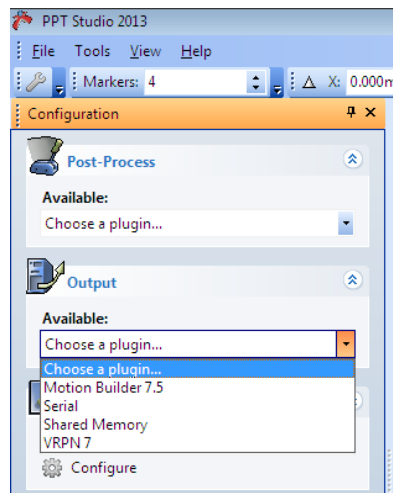 PPT Studio 2013
File Tools View Help
Markers: 4 Δ X: 0.000m
Configuration
Post-Process
Available:
Choose a plugin...
Output
Available:
Choose a plugin...
Choose a plugin...
Motion Builder 7.5
Serial
Shared Memory
VRPN 7
Configure